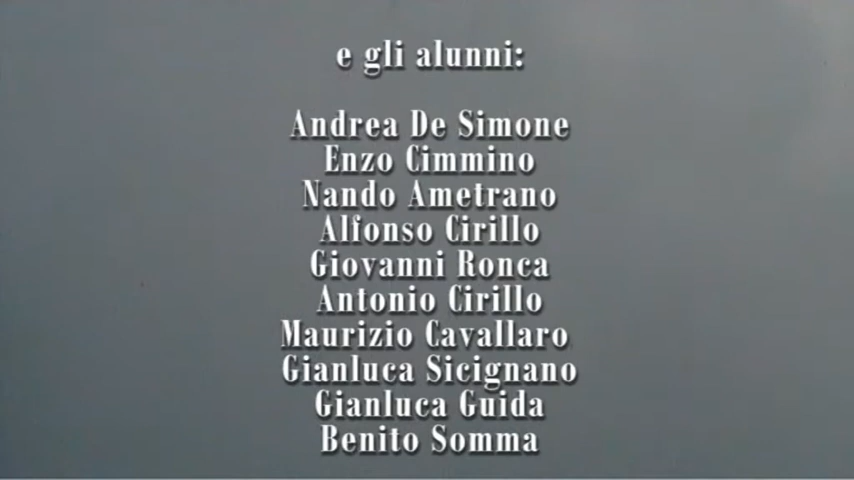 e gli alunni:
Andrea De Simone
Enzo Cimmino
Nando Ametrano
Alfonso Cirillo
Giovanni Ronca
Antonio Cirillo
Maurizio Cavallaro
Gianluca Sicignano
Gianluca Guida
Benito Somma